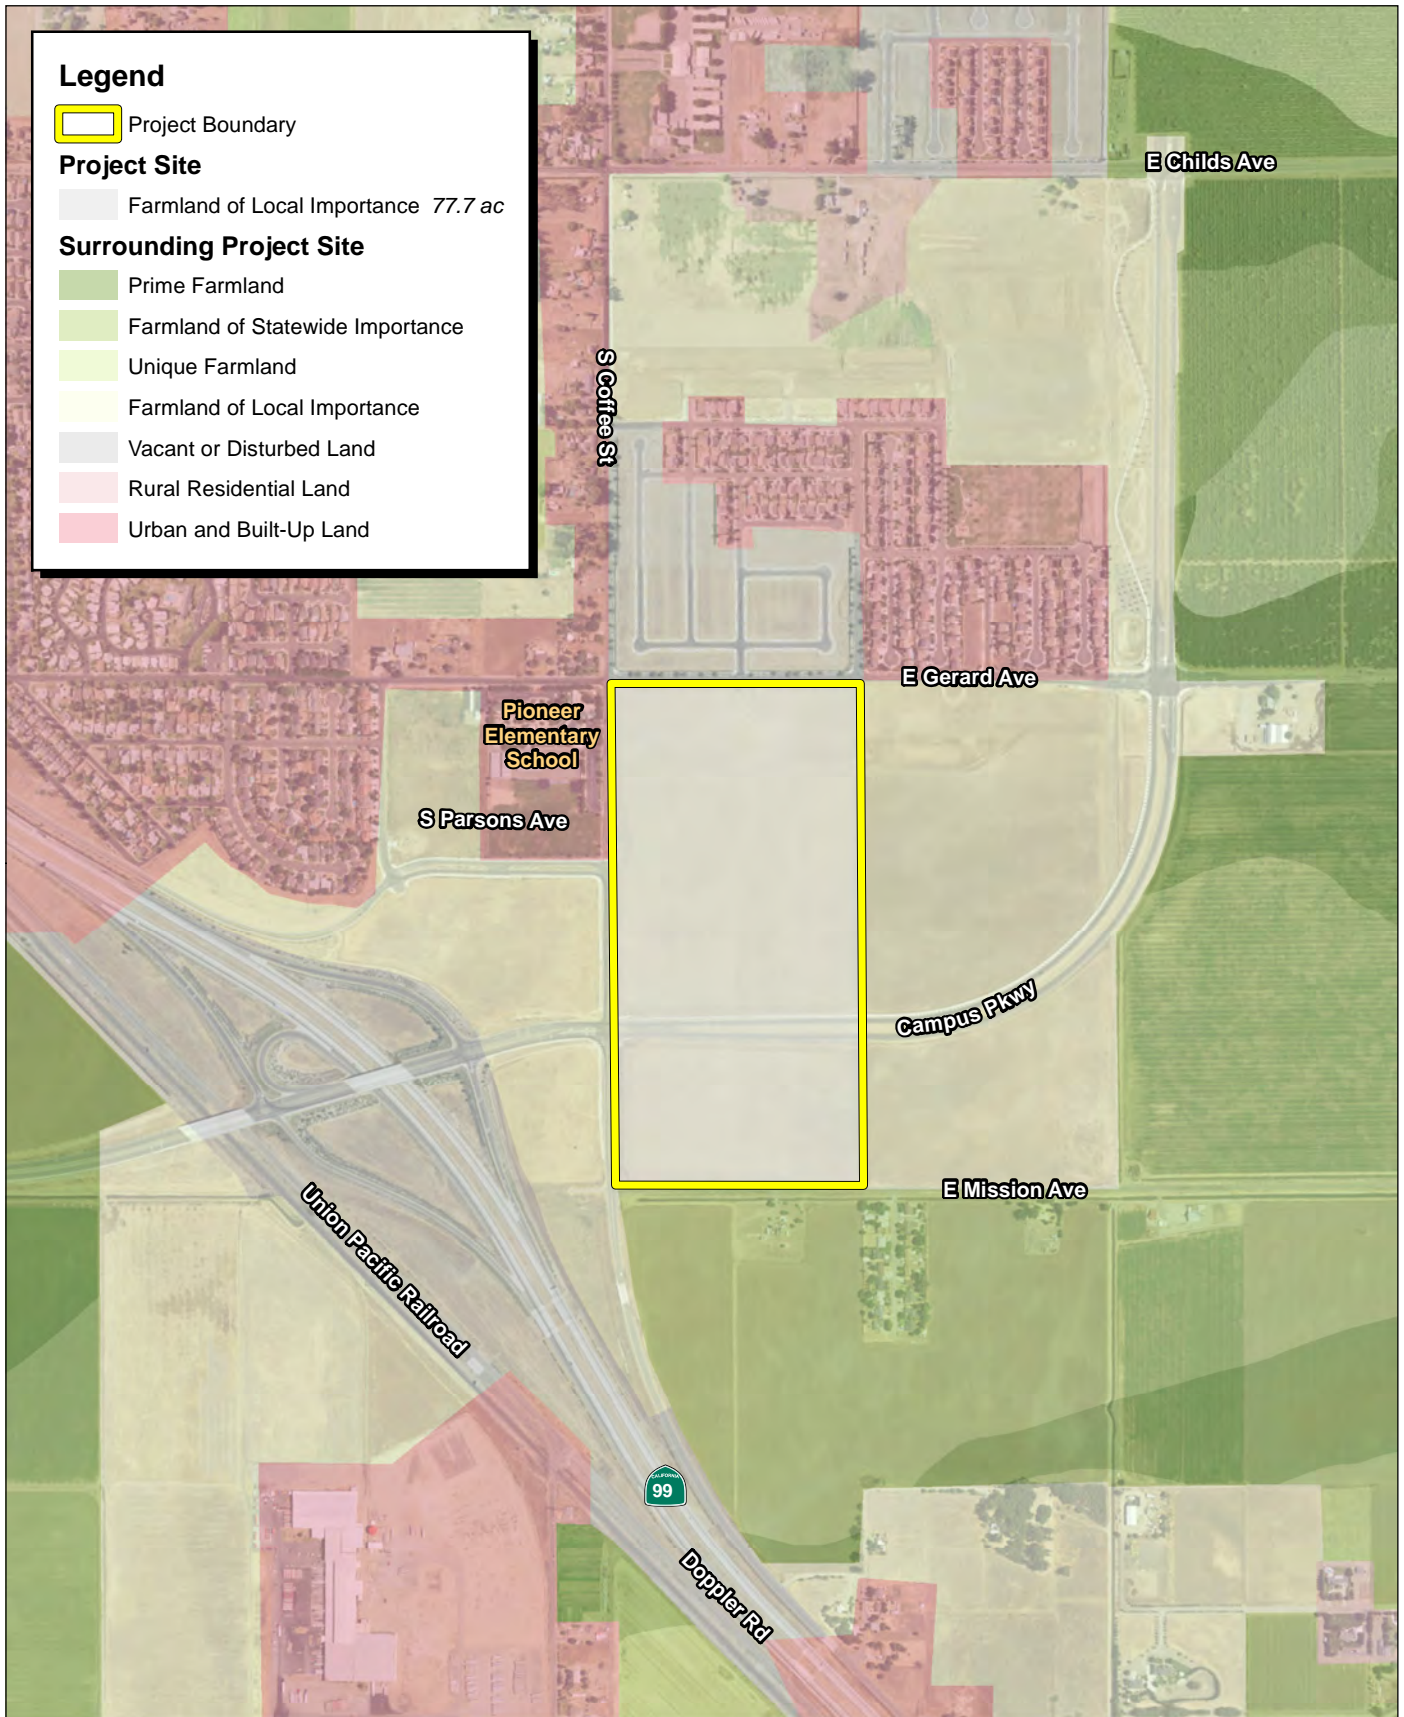 Legend
Project Boundary
Project Site
Farmland of Local Importance 77.7 ac
Surrounding Project Site
Prime Farmland
Farmland of Statewide Importance
Unique Farmland
Farmland of Local Importance
Vacant or Disturbed Land
Rural Residential Land
Urban and Built-Up Land
E Childs Ave
S Coffee St
E Gerard Ave
Pioneer
Elementary
School
S Parsons Ave
Campus Pkwy
E Mission Ave
Union Pacific Railroad
CALIFORNIA
99
Doppler Rd